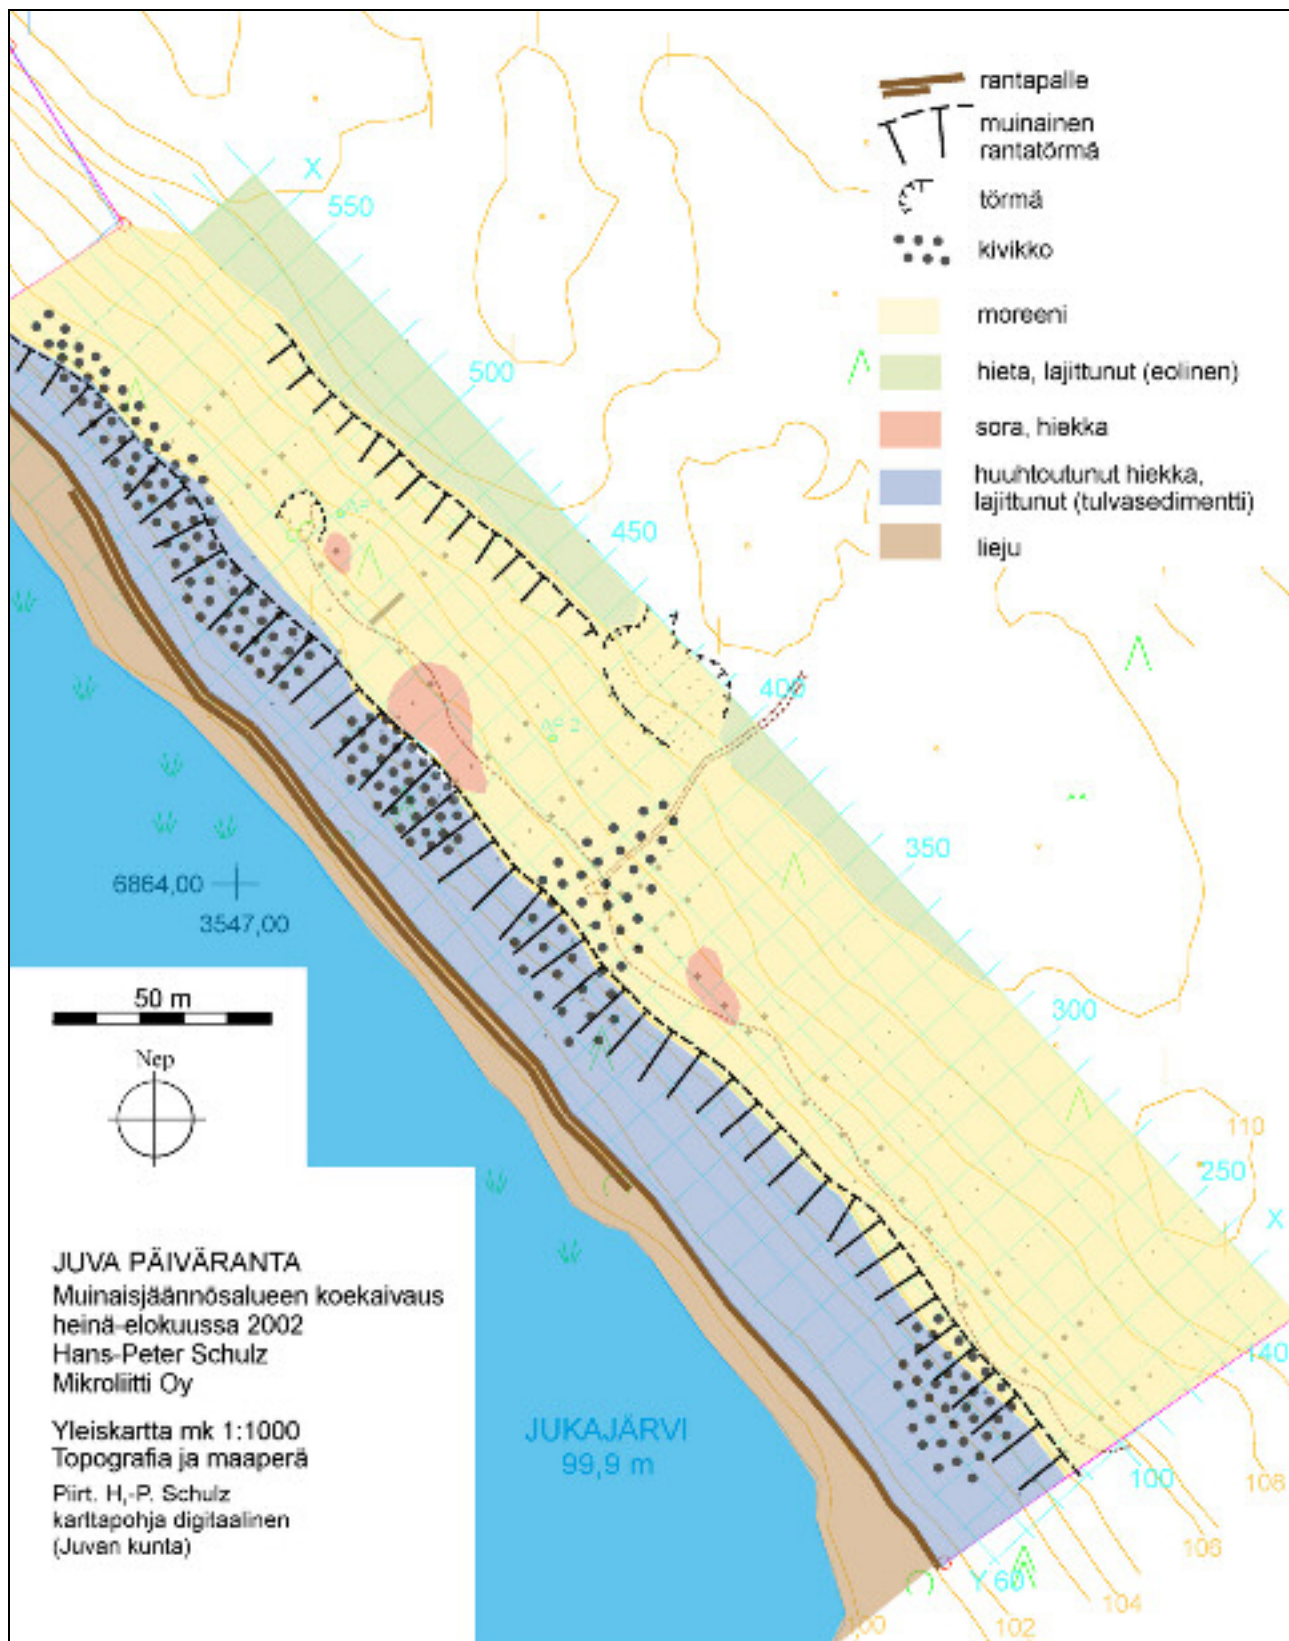 rantapalle
muinainen
rantatörmä
törmä
kivikko
moreeni
hieta, lajittunut (eolinen)
sora, hiekka
huuhtoutunut hiekka,
lajittunut (tulvasedimentti)
lieju
X
550
500
450
400
350
300
250
X
140
100
Y 60
110
108
106
104
102
100
AP 2
6864,00
3547,00
50 m
Nep
JUKAJÄRVI
99,9 m
JUVA PÄIVÄRANTA
Muinaisjäännösalueen koekaivaus
heinä-elokuussa 2002
Hans-Peter Schulz
Mikroliitti Oy
Yleiskartta mk 1:1000
Topografia ja maaperä
Piirt. H,-P. Schulz
karttapohja digitaalinen
(Juvan kunta)